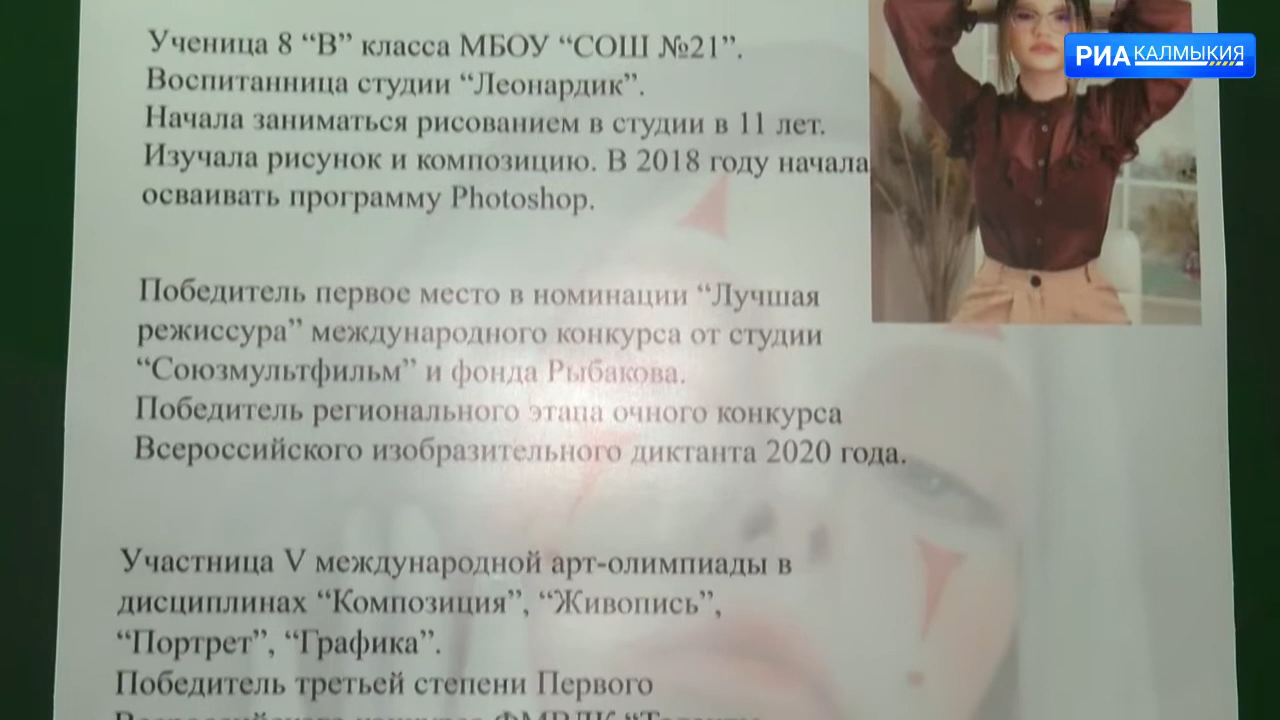 РИА КАЛМЫКИЯ
Ученица 8 “В” класса МБОУ “СОШ №21”.
Воспитанница студии “Леонардик”.
Начала заниматься рисованием в студии в 11 лет.
Изучала рисунок и композицию. В 2018 году начала
осваивать программу Photoshop.
Победитель первое место в номинации “Лучшая
режиссура” международного конкурса от студии
“Союзмультфильм” и фонда Рыбакова.
Победитель регионального этапа очного конкурса
Всероссийского изобразительного диктанта 2020 года.
Участница V международной арт-олимпиады в
дисциплинах “Композиция”, “Живопись”,
“Портрет”, “Графика”.
Победитель третьей степени Первого